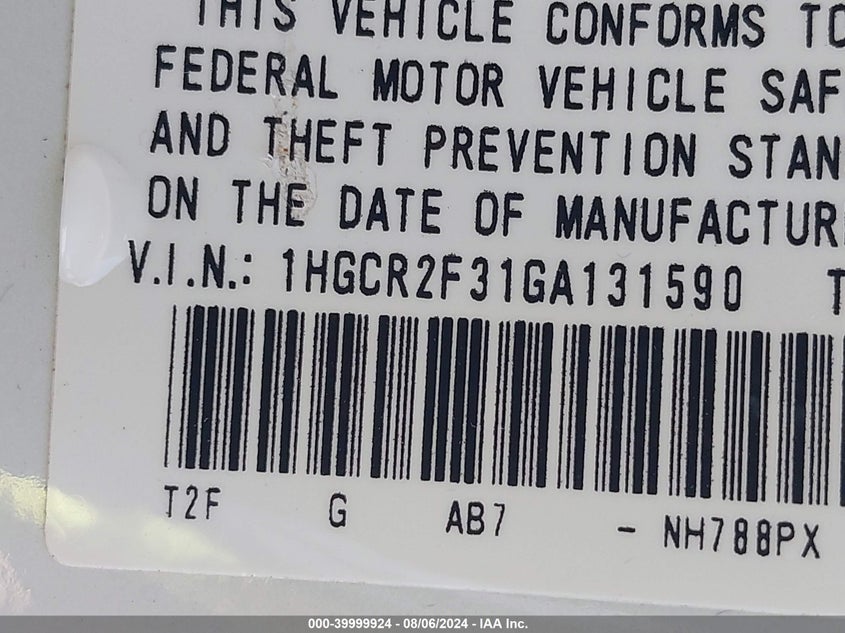 THIS VEHICLE CONFORMS TO
FEDERAL MOTOR VEHICLE SAF
AND THEFT PREVENTION STAN
ON THE DATE OF MANUFACTUR
V.I.N.: 1HGCR2F31GA131590 T
T2F G AB7 - NH788PX
000-39999924 - 08/06/2024 - IAA Inc.